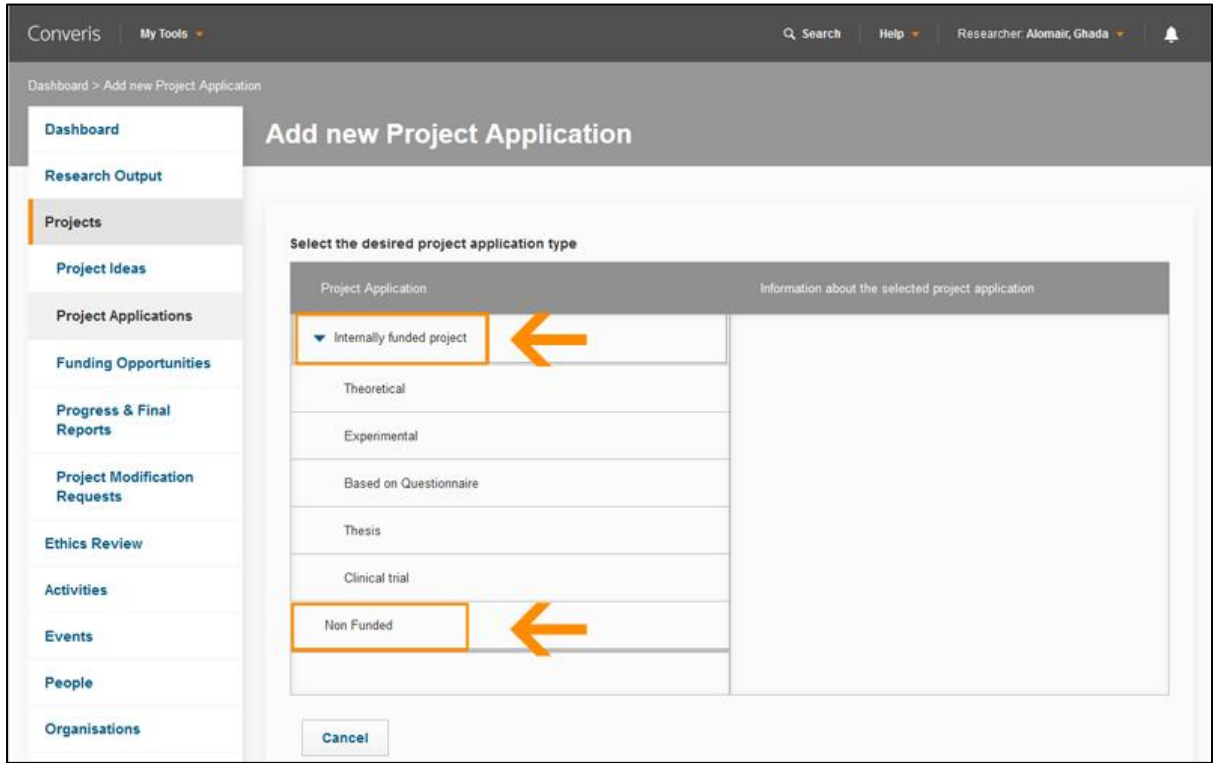 Converis
My Tools
Search
Help
Researcher: Alomair, Ghada
Dashboard > Add new Project Application
Dashboard
Research Output
Projects
Project Ideas
Project Applications
Funding Opportunities
Progress & Final
Reports
Project Modification
Requests
Ethics Review
Activities
Events
People
Organisations
Add new Project Application
Select the desired project application type
Project Application
Information about the selected project application
Internally funded project
Theoretical
Experimental
Based on Questionnaire
Thesis
Clinical trial
Non Funded
Cancel